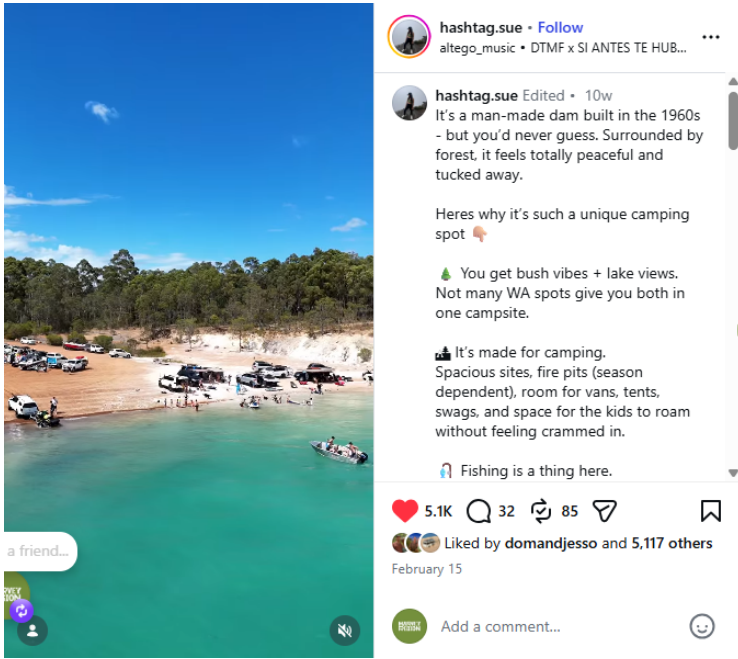 hashtag.sue • Follow
altego_music • DTMF x SI ANTES TE HUB...
hashtag.sue Edited • 10w
It's a man-made dam built in the 1960s
- but you'd never guess. Surrounded by
forest, it feels totally peaceful and
tucked away.
Heres why it's such a unique camping
spot 👇🏼
🌲 You get bush vibes + lake views.
Not many WA spots give you both in
one campsite.
🏕 It's made for camping.
Spacious sites, fire pits (season
dependent), room for vans, tents,
swags, and space for the kids to roam
without feeling crammed in.
🎣 Fishing is a thing here.
a friend...
5.1K 32 85
Liked by domandjesso and 5,117 others
February 15
Add a comment...